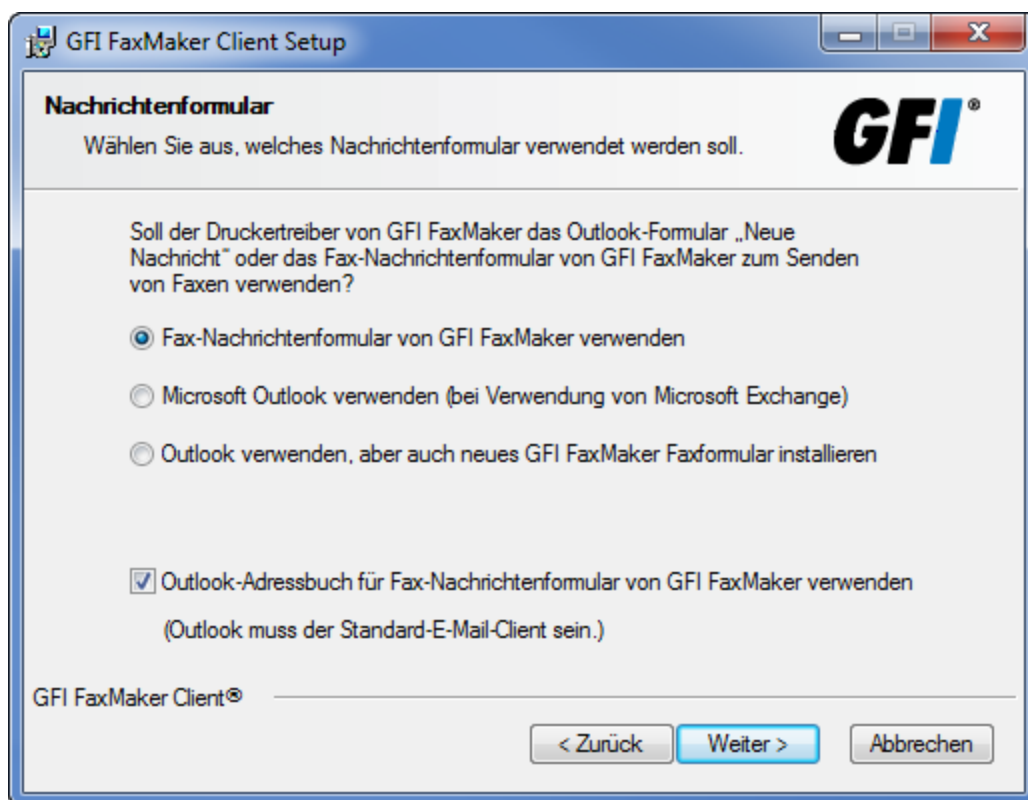 GFI FaxMaker Client Setup
Nachrichtenformular
Wählen Sie aus, welches Nachrichtenformular verwendet werden soll.
GFI®
Soll der Druckertreiber von GFI FaxMaker das Outlook-Formular „Neue
Nachricht“ oder das Fax-Nachrichtenformular von GFI FaxMaker zum Senden
von Faxen verwenden?
Fax-Nachrichtenformular von GFI FaxMaker verwenden
Microsoft Outlook verwenden (bei Verwendung von Microsoft Exchange)
Outlook verwenden, aber auch neues GFI FaxMaker Faxformular installieren
Outlook-Adressbuch für Fax-Nachrichtenformular von GFI FaxMaker verwenden
(Outlook muss der Standard-E-Mail-Client sein.)
GFI FaxMaker Client®
< Zurück
Weiter >
Abbrechen